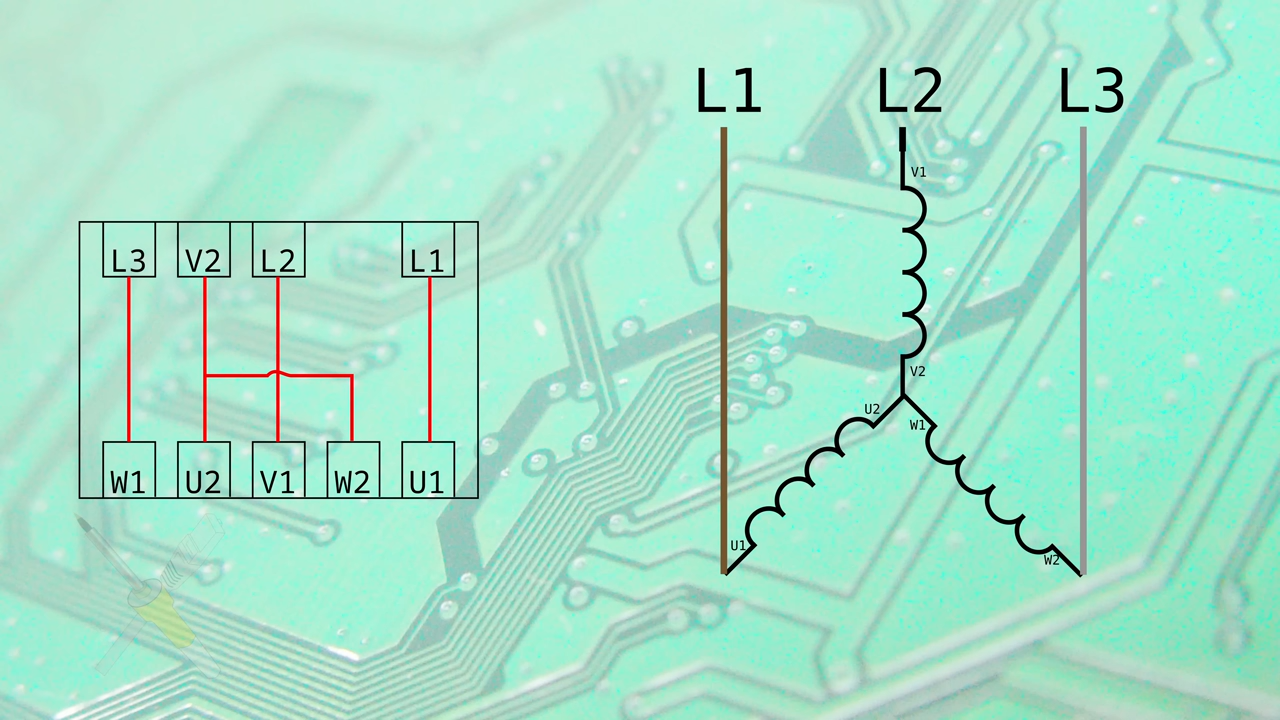 L1 L2 L3
V1
L3 V2 L2 L1
V2
U2
W1
W1 U2 V1 W2 U1
U1
W2